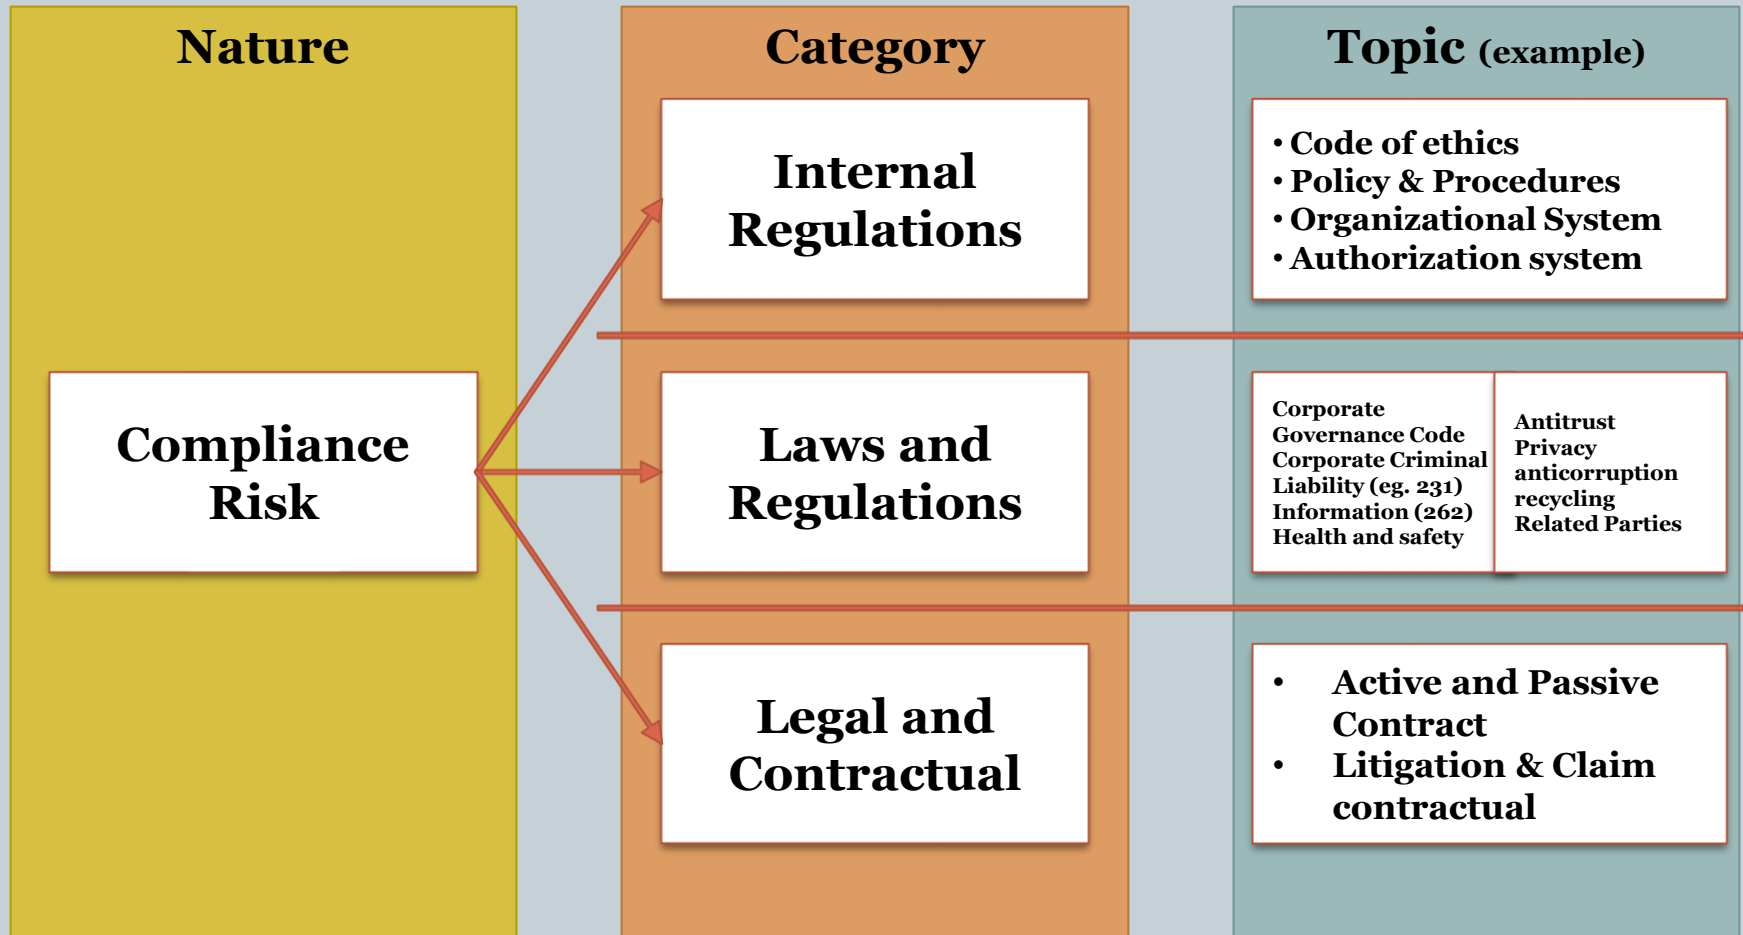 Nature
Category
Topic (example)
Compliance
Risk
Internal
Regulations
• Code of ethics
• Policy & Procedures
• Organizational System
• Authorization system
Laws and
Regulations
Corporate
Governance Code
Corporate Criminal
Liability (eg. 231)
Information (262)
Health and safety
Antitrust
Privacy
anticorruption
recycling
Related Parties
Legal and
Contractual
• Active and Passive
Contract
• Litigation & Claim
contractual